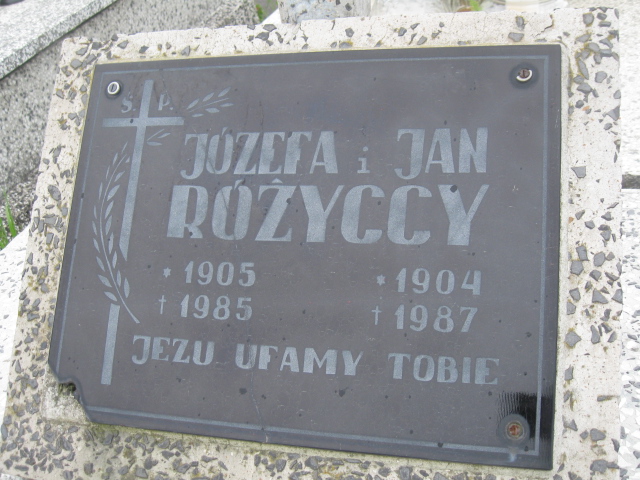 Ś. P.
JÓZEFA i JAN
RÓŻYCCY
* 1905 * 1904
† 1985 † 1987
JEZU UFAMY TOBIE